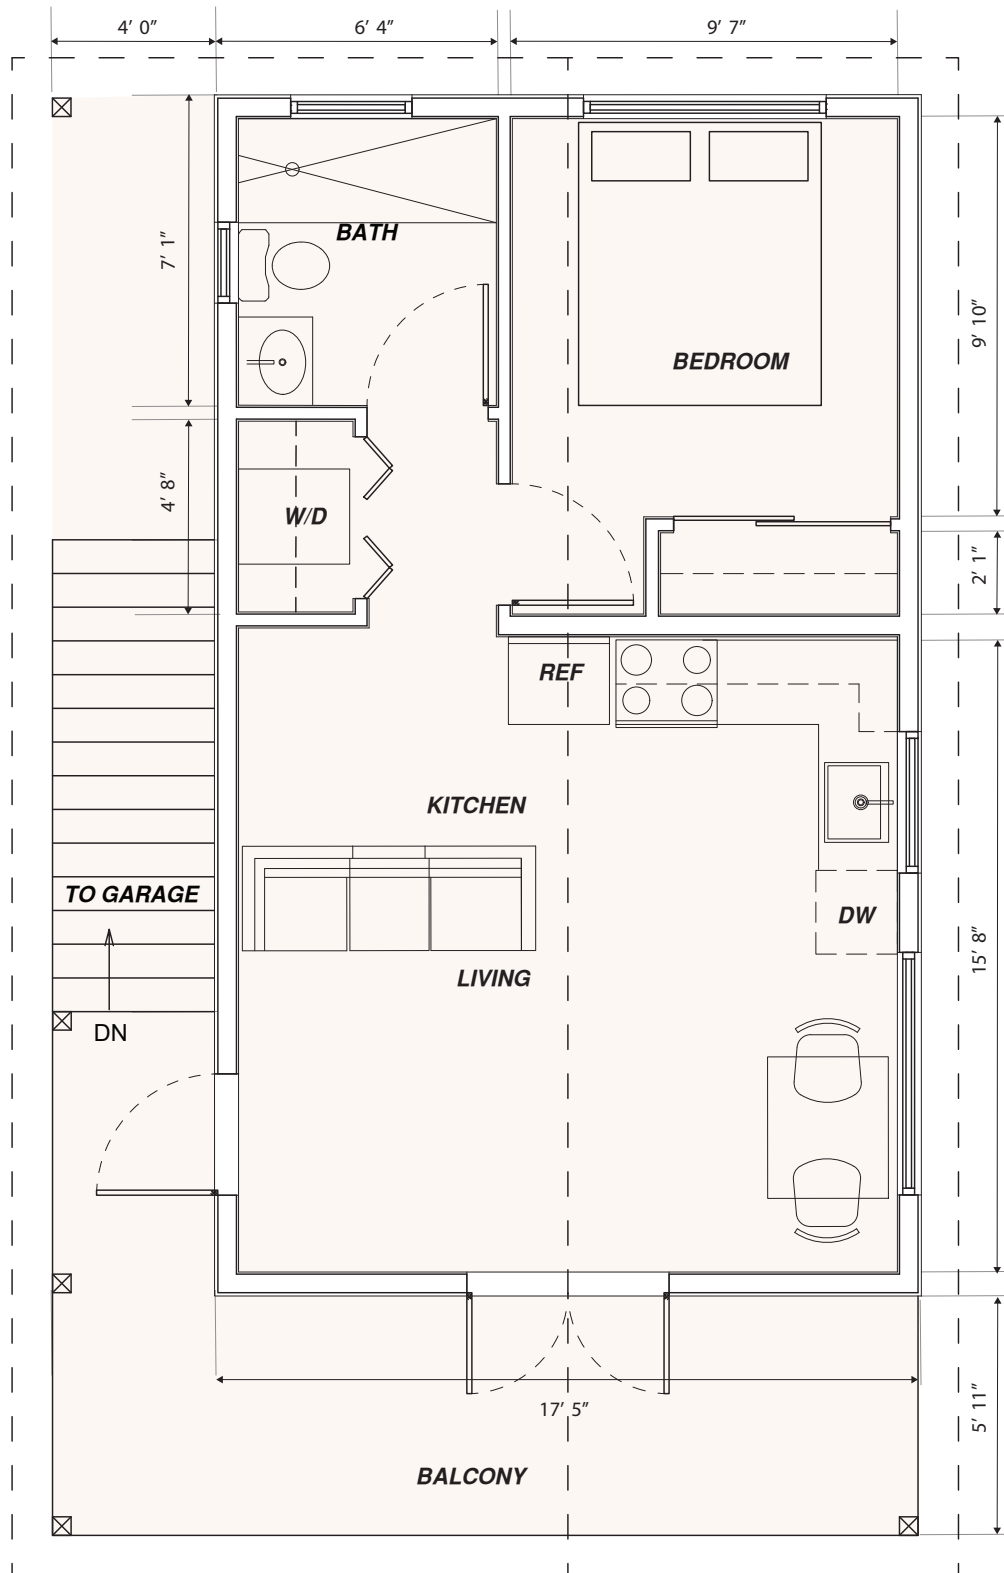 4' 0"
6' 4"
9' 7"
7' 1"
BATH
9' 10"
BEDROOM
4' 8"
W/D
2' 1"
REF
KITCHEN
TO GARAGE
DW
15' 8"
LIVING
DN
17' 5"
5' 11"
BALCONY